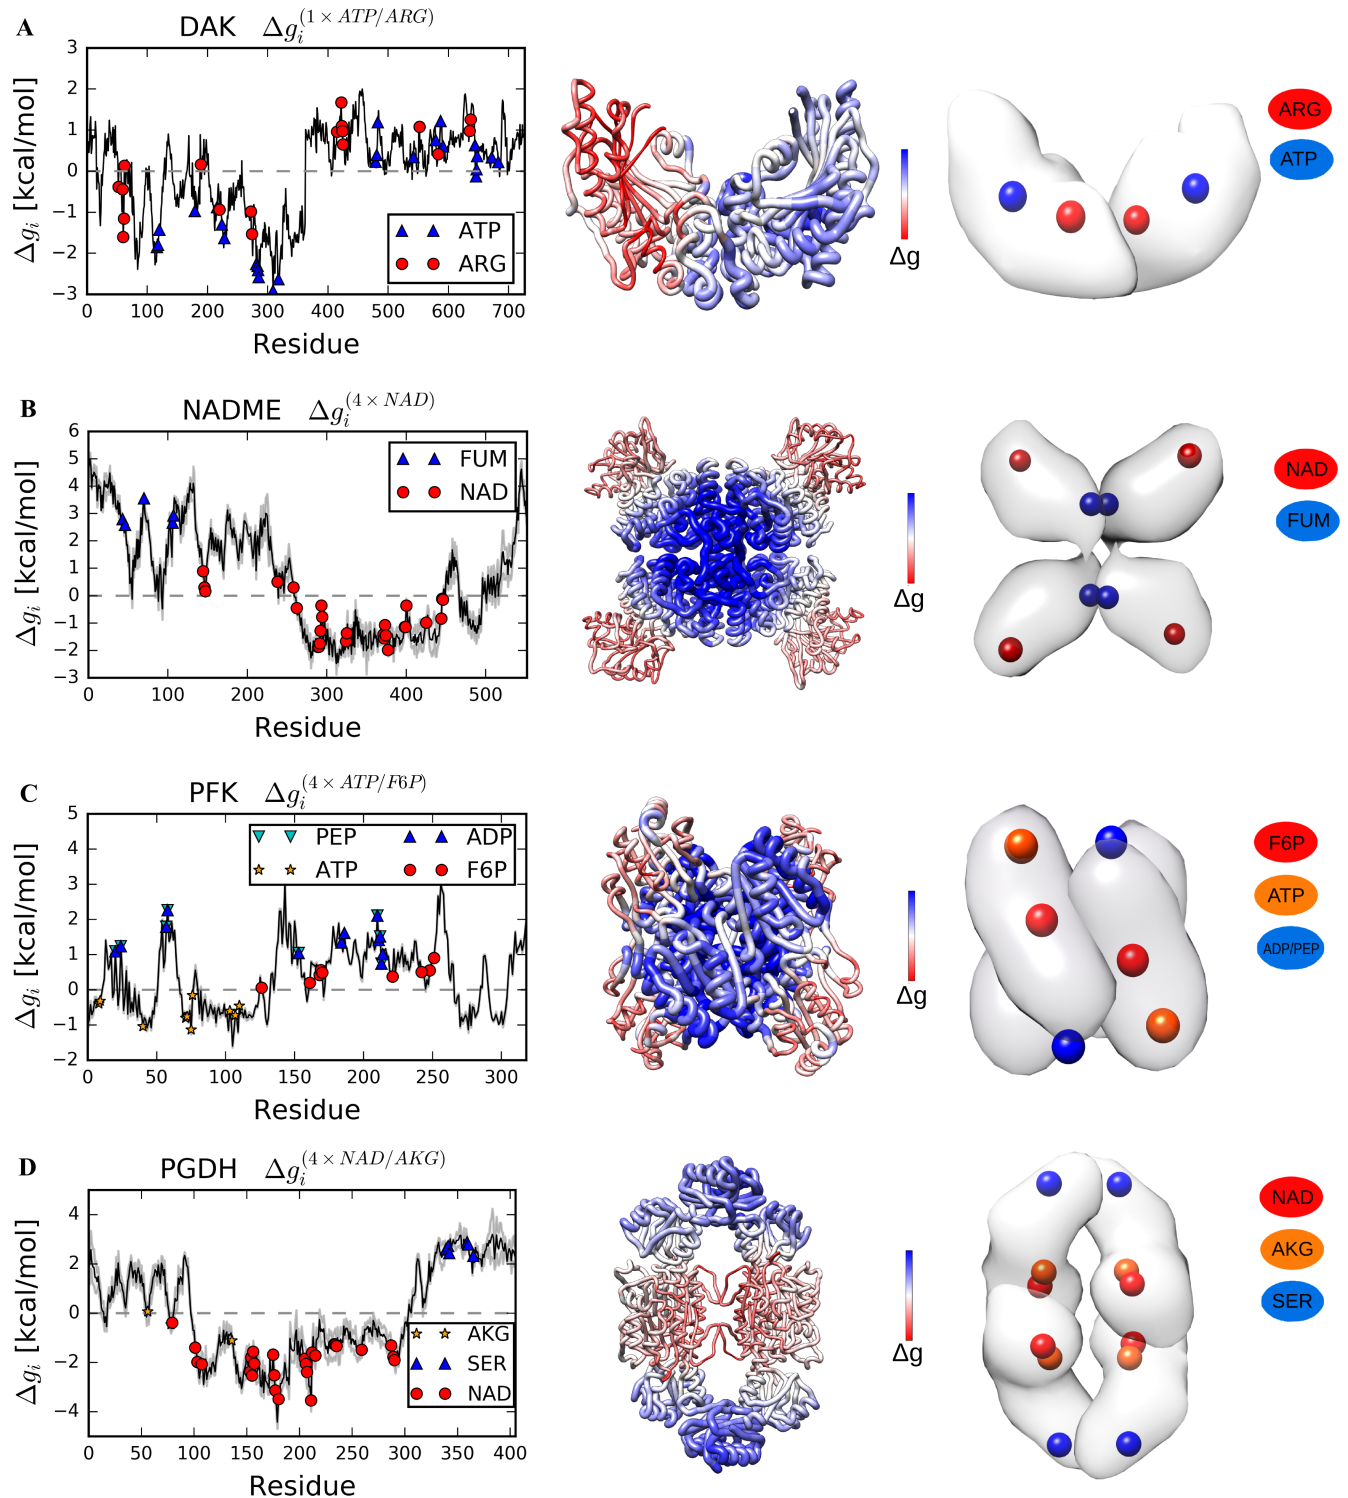 A
DAK Δg_i^(1 × ATP/ARG)
Δg_i [kcal/mol]
3
2
1
0
−1
−2
−3
ATP
ARG
0 100 200 300 400 500 600 700
Residue
Δg
ARG
ATP
B
NADME Δg_i^(4 × NAD)
Δg_i [kcal/mol]
6
5
4
3
2
1
0
−1
−2
−3
FUM
NAD
0 100 200 300 400 500
Residue
Δg
NAD
FUM
C
PFK Δg_i^(4 × ATP/F6P)
Δg_i [kcal/mol]
5
4
3
2
1
0
−1
−2
PEP ADP
ATP F6P
0 50 100 150 200 250 300
Residue
Δg
F6P
ATP
ADP/PEP
D
PGDH Δg_i^(4 × NAD/AKG)
Δg_i [kcal/mol]
4
2
0
−2
−4
AKG
SER
NAD
0 50 100 150 200 250 300 350 400
Residue
Δg
NAD
AKG
SER